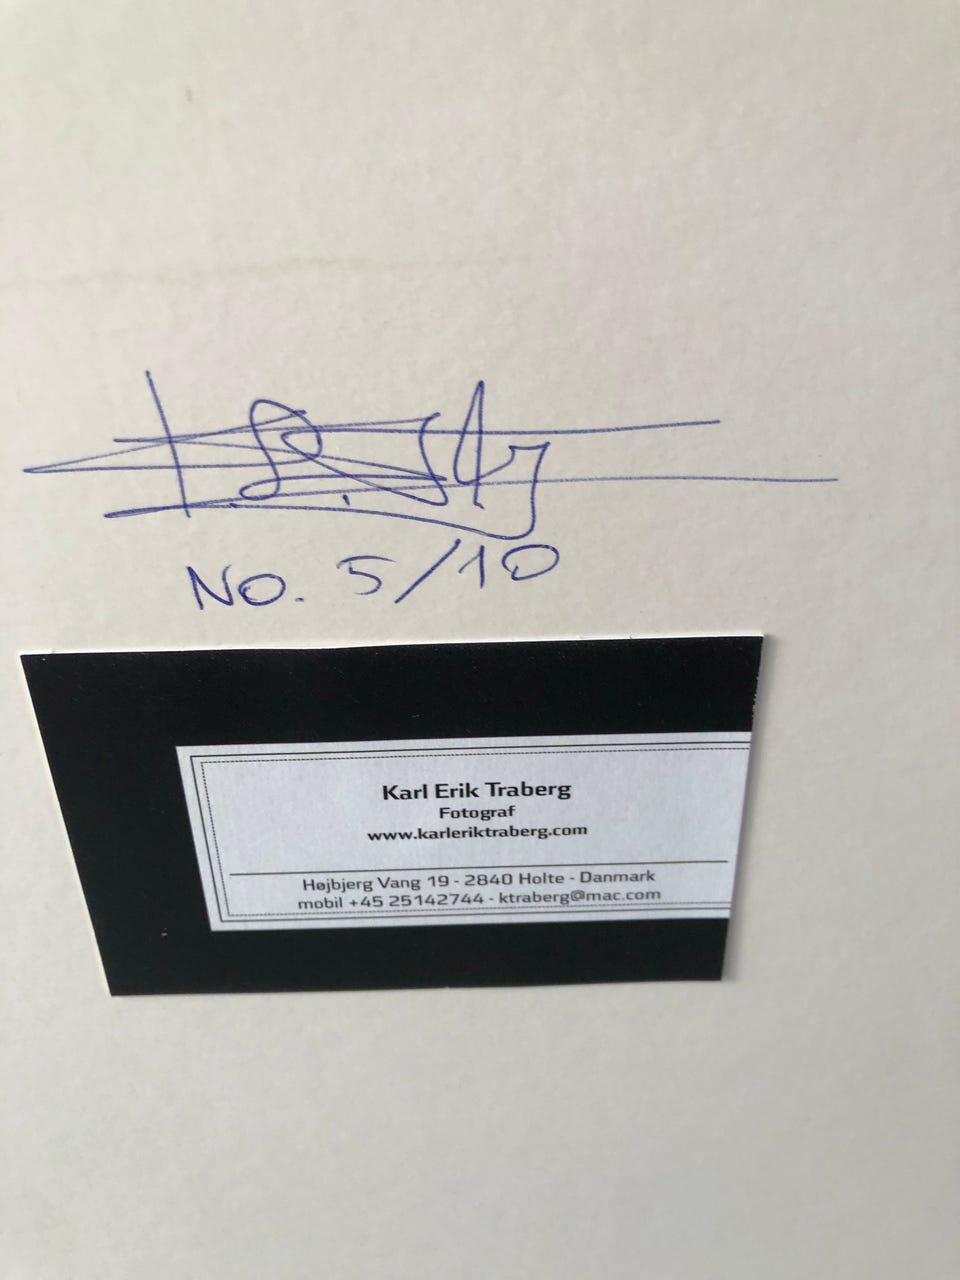 No. 5/10
Karl Erik Traberg
Fotograf
www.karleriktraberg.com
Højbjerg Vang 19 - 2840 Holte - Danmark
mobil +45 25142744 - ktraberg@mac.com